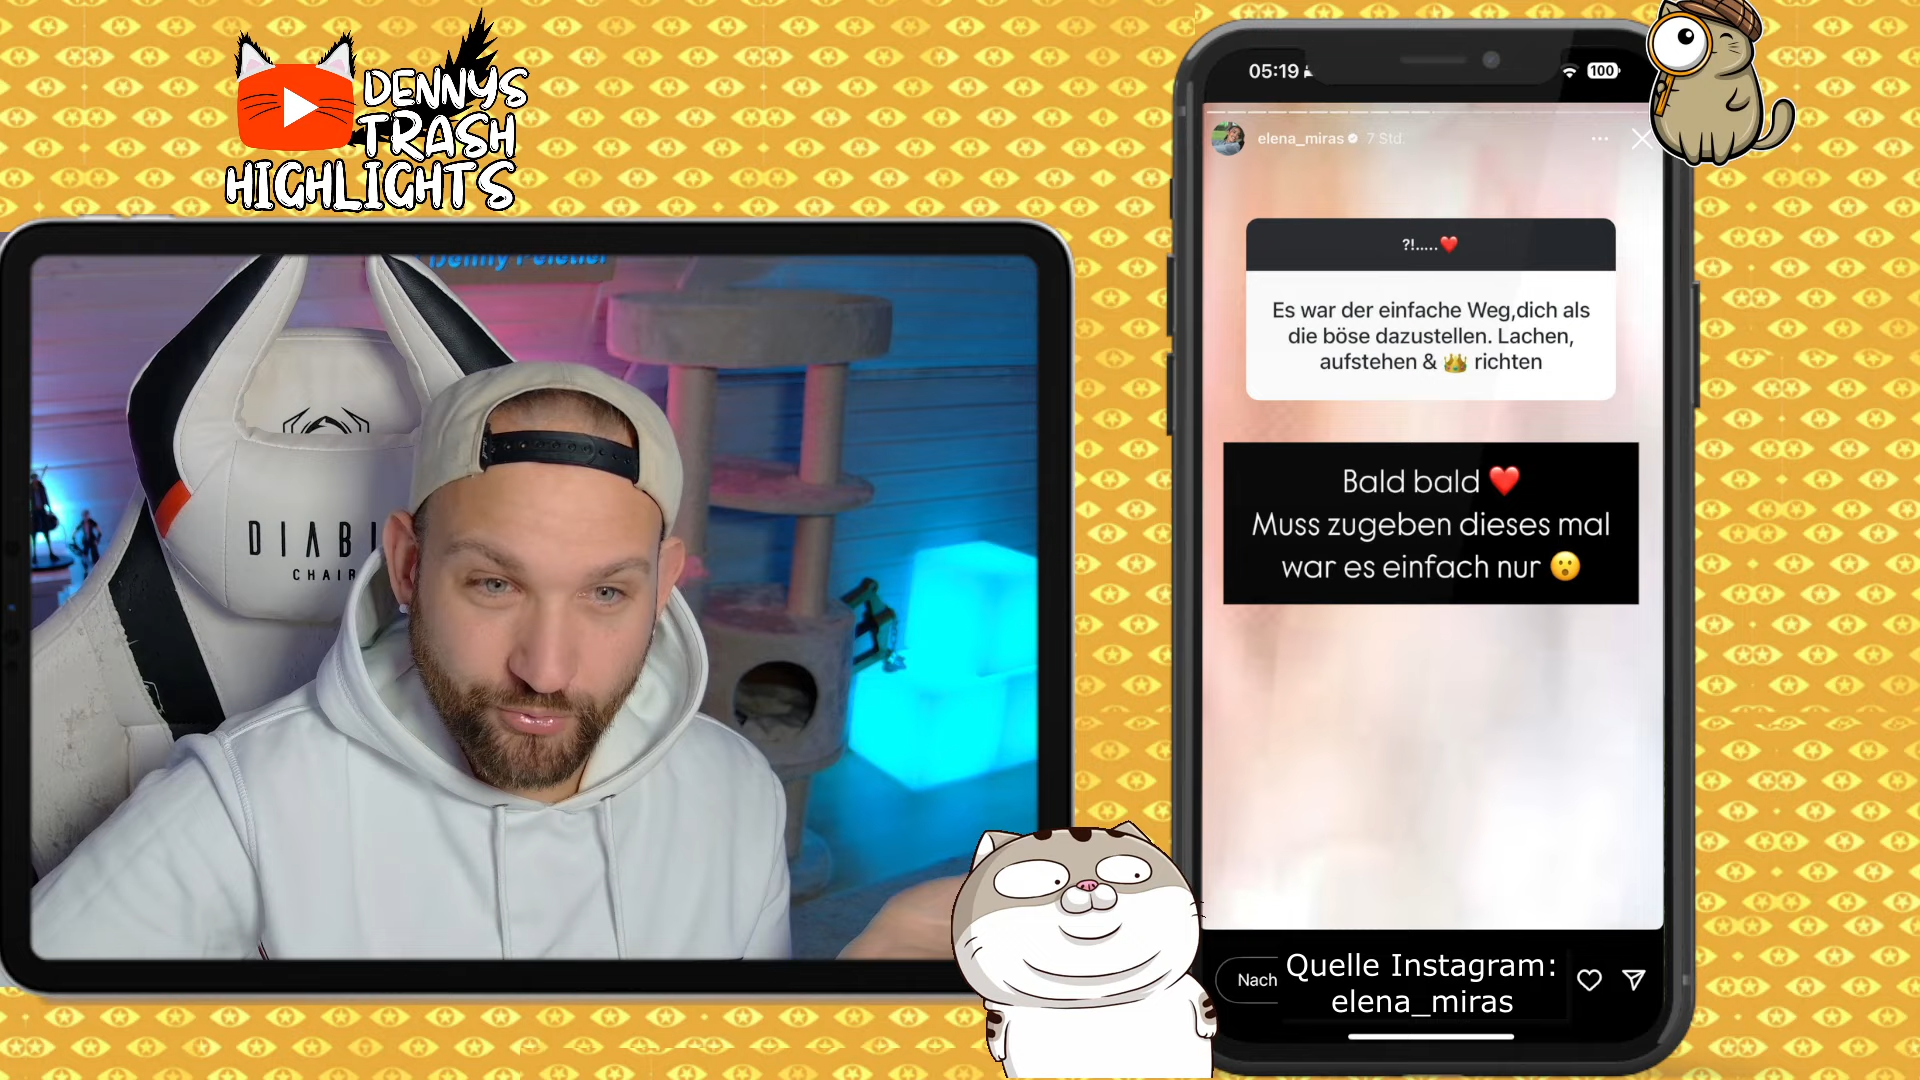 DENNYS
TRASH
HIGHLIGHTS
Denny Peletier
DIABL
CHAIR
05:19
100
elena_miras 7 Std.
?!.....❤️
Es war der einfache Weg,dich als
die böse dazustellen. Lachen,
aufstehen & 👑 richten
Bald bald ❤️
Muss zugeben dieses mal
war es einfach nur 😮
Nach
Quelle Instagram:
elena_miras